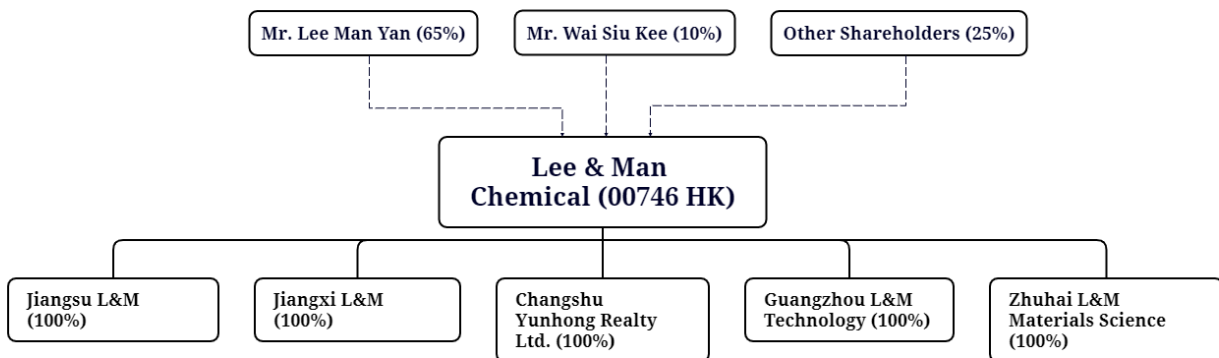 Mr. Lee Man Yan (65%)
Mr. Wai Siu Kee (10%)
Other Shareholders (25%)
Lee & Man
Chemical (00746 HK)
Jiangsu L&M
(100%)
Jiangxi L&M
(100%)
Changshu
Yunhong Realty
Ltd. (100%)
Guangzhou L&M
Technology (100%)
Zhuhai L&M
Materials Science
(100%)